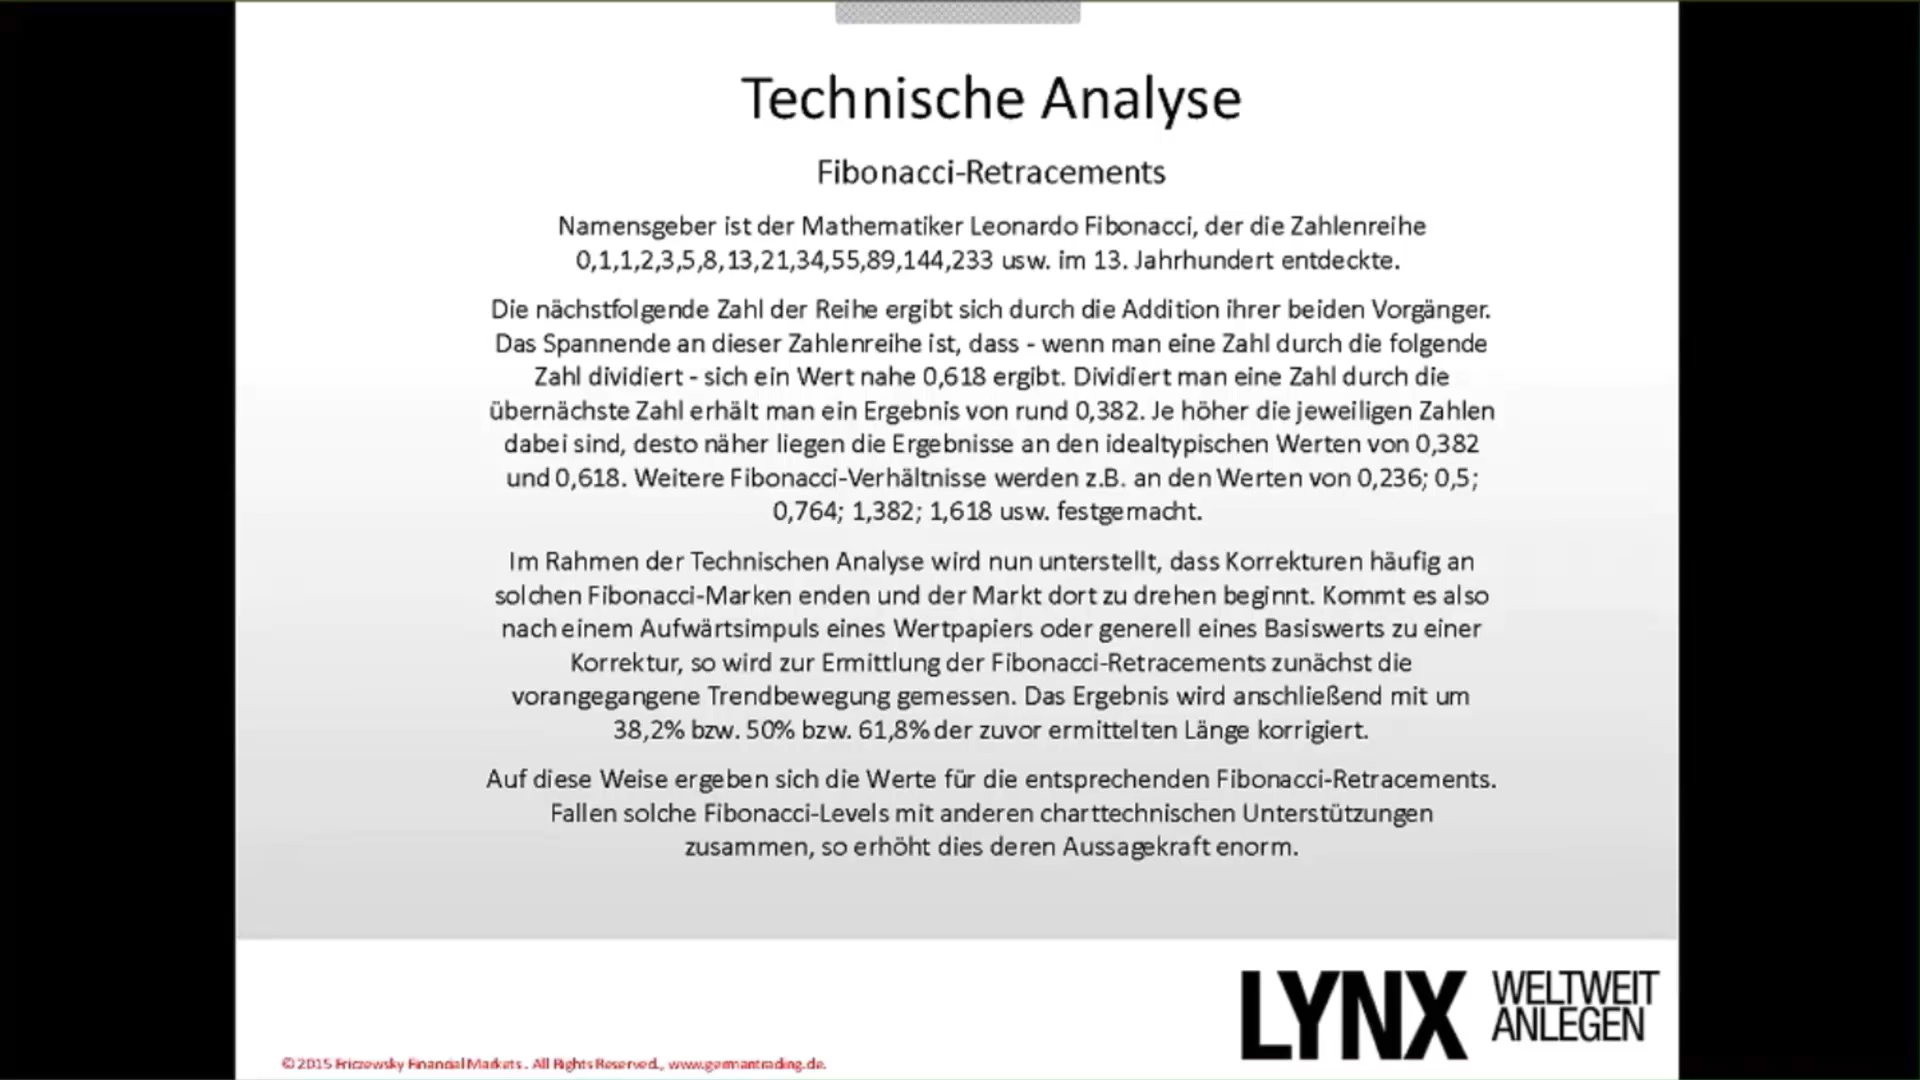 Technische Analyse
Fibonacci-Retracements
Namensgeber ist der Mathematiker Leonardo Fibonacci, der die Zahlenreihe
0,1,1,2,3,5,8,13,21,34,55,89,144,233 usw. im 13. Jahrhundert entdeckte.
Die nächstfolgende Zahl der Reihe ergibt sich durch die Addition ihrer beiden Vorgänger.
Das Spannende an dieser Zahlenreihe ist, dass - wenn man eine Zahl durch die folgende
Zahl dividiert - sich ein Wert nahe 0,618 ergibt. Dividiert man eine Zahl durch die
übernächste Zahl erhält man ein Ergebnis von rund 0,382. Je höher die jeweiligen Zahlen
dabei sind, desto näher liegen die Ergebnisse an den idealtypischen Werten von 0,382
und 0,618. Weitere Fibonacci-Verhältnisse werden z.B. an den Werten von 0,236; 0,5;
0,764; 1,382; 1,618 usw. festgemacht.
Im Rahmen der Technischen Analyse wird nun unterstellt, dass Korrekturen häufig an
solchen Fibonacci-Marken enden und der Markt dort zu drehen beginnt. Kommt es also
nach einem Aufwärtsimpuls eines Wertpapiers oder generell eines Basiswerts zu einer
Korrektur, so wird zur Ermittlung der Fibonacci-Retracements zunächst die
vorangegangene Trendbewegung gemessen. Das Ergebnis wird anschließend mit um
38,2% bzw. 50% bzw. 61,8% der zuvor ermittelten Länge korrigiert.
Auf diese Weise ergeben sich die Werte für die entsprechenden Fibonacci-Retracements.
Fallen solche Fibonacci-Levels mit anderen charttechnischen Unterstützungen
zusammen, so erhöht dies deren Aussagekraft enorm.
LYNX WELTWEIT
ANLEGEN
©2015 Friczewsky Financial Markets . All Rights Reserved., www.germantrading.de.